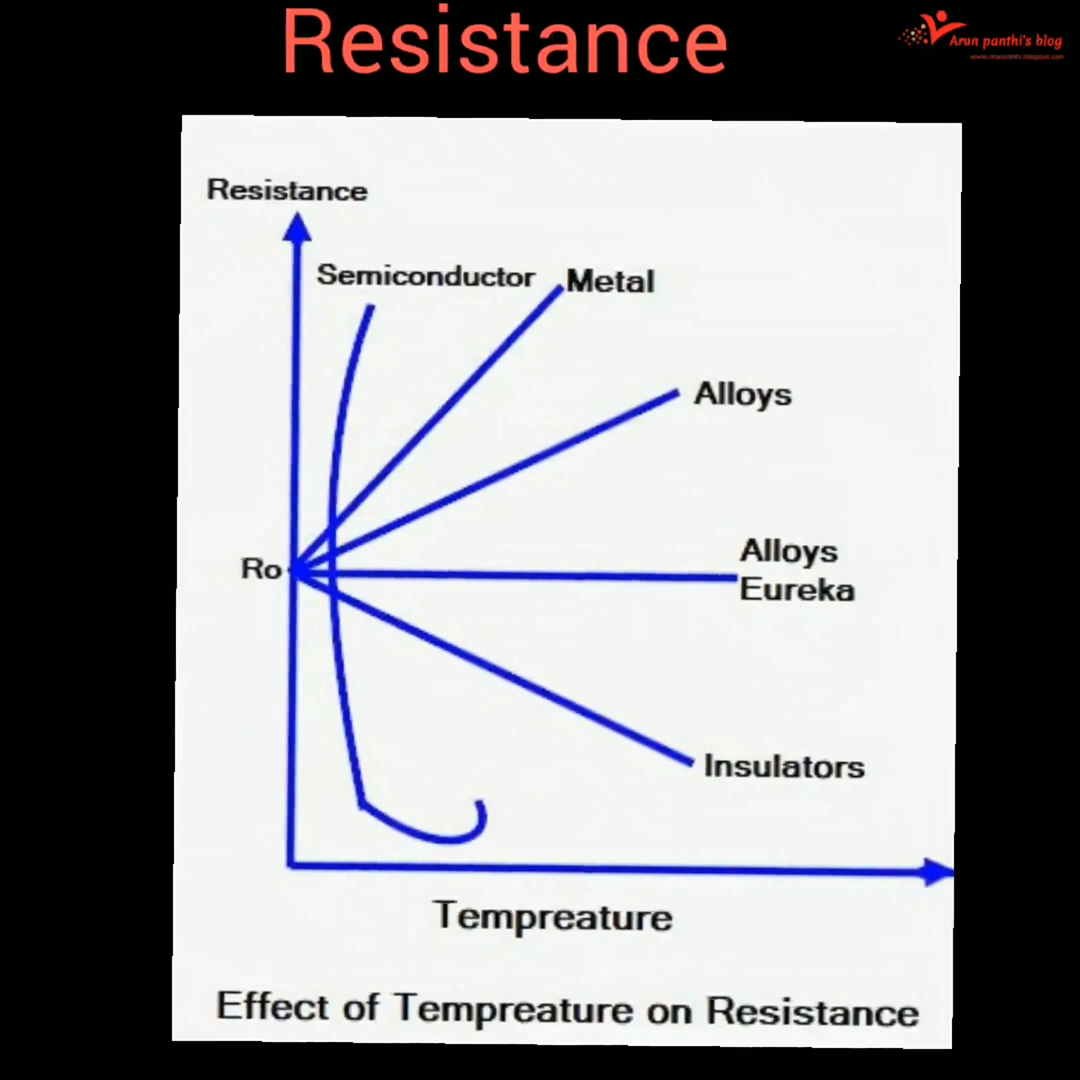 Resistance
Arun panthi's blog
Resistance
Semiconductor
Metal
Alloys
Ro
Alloys
Eureka
Insulators
Tempreature
Effect of Tempreature on Resistance